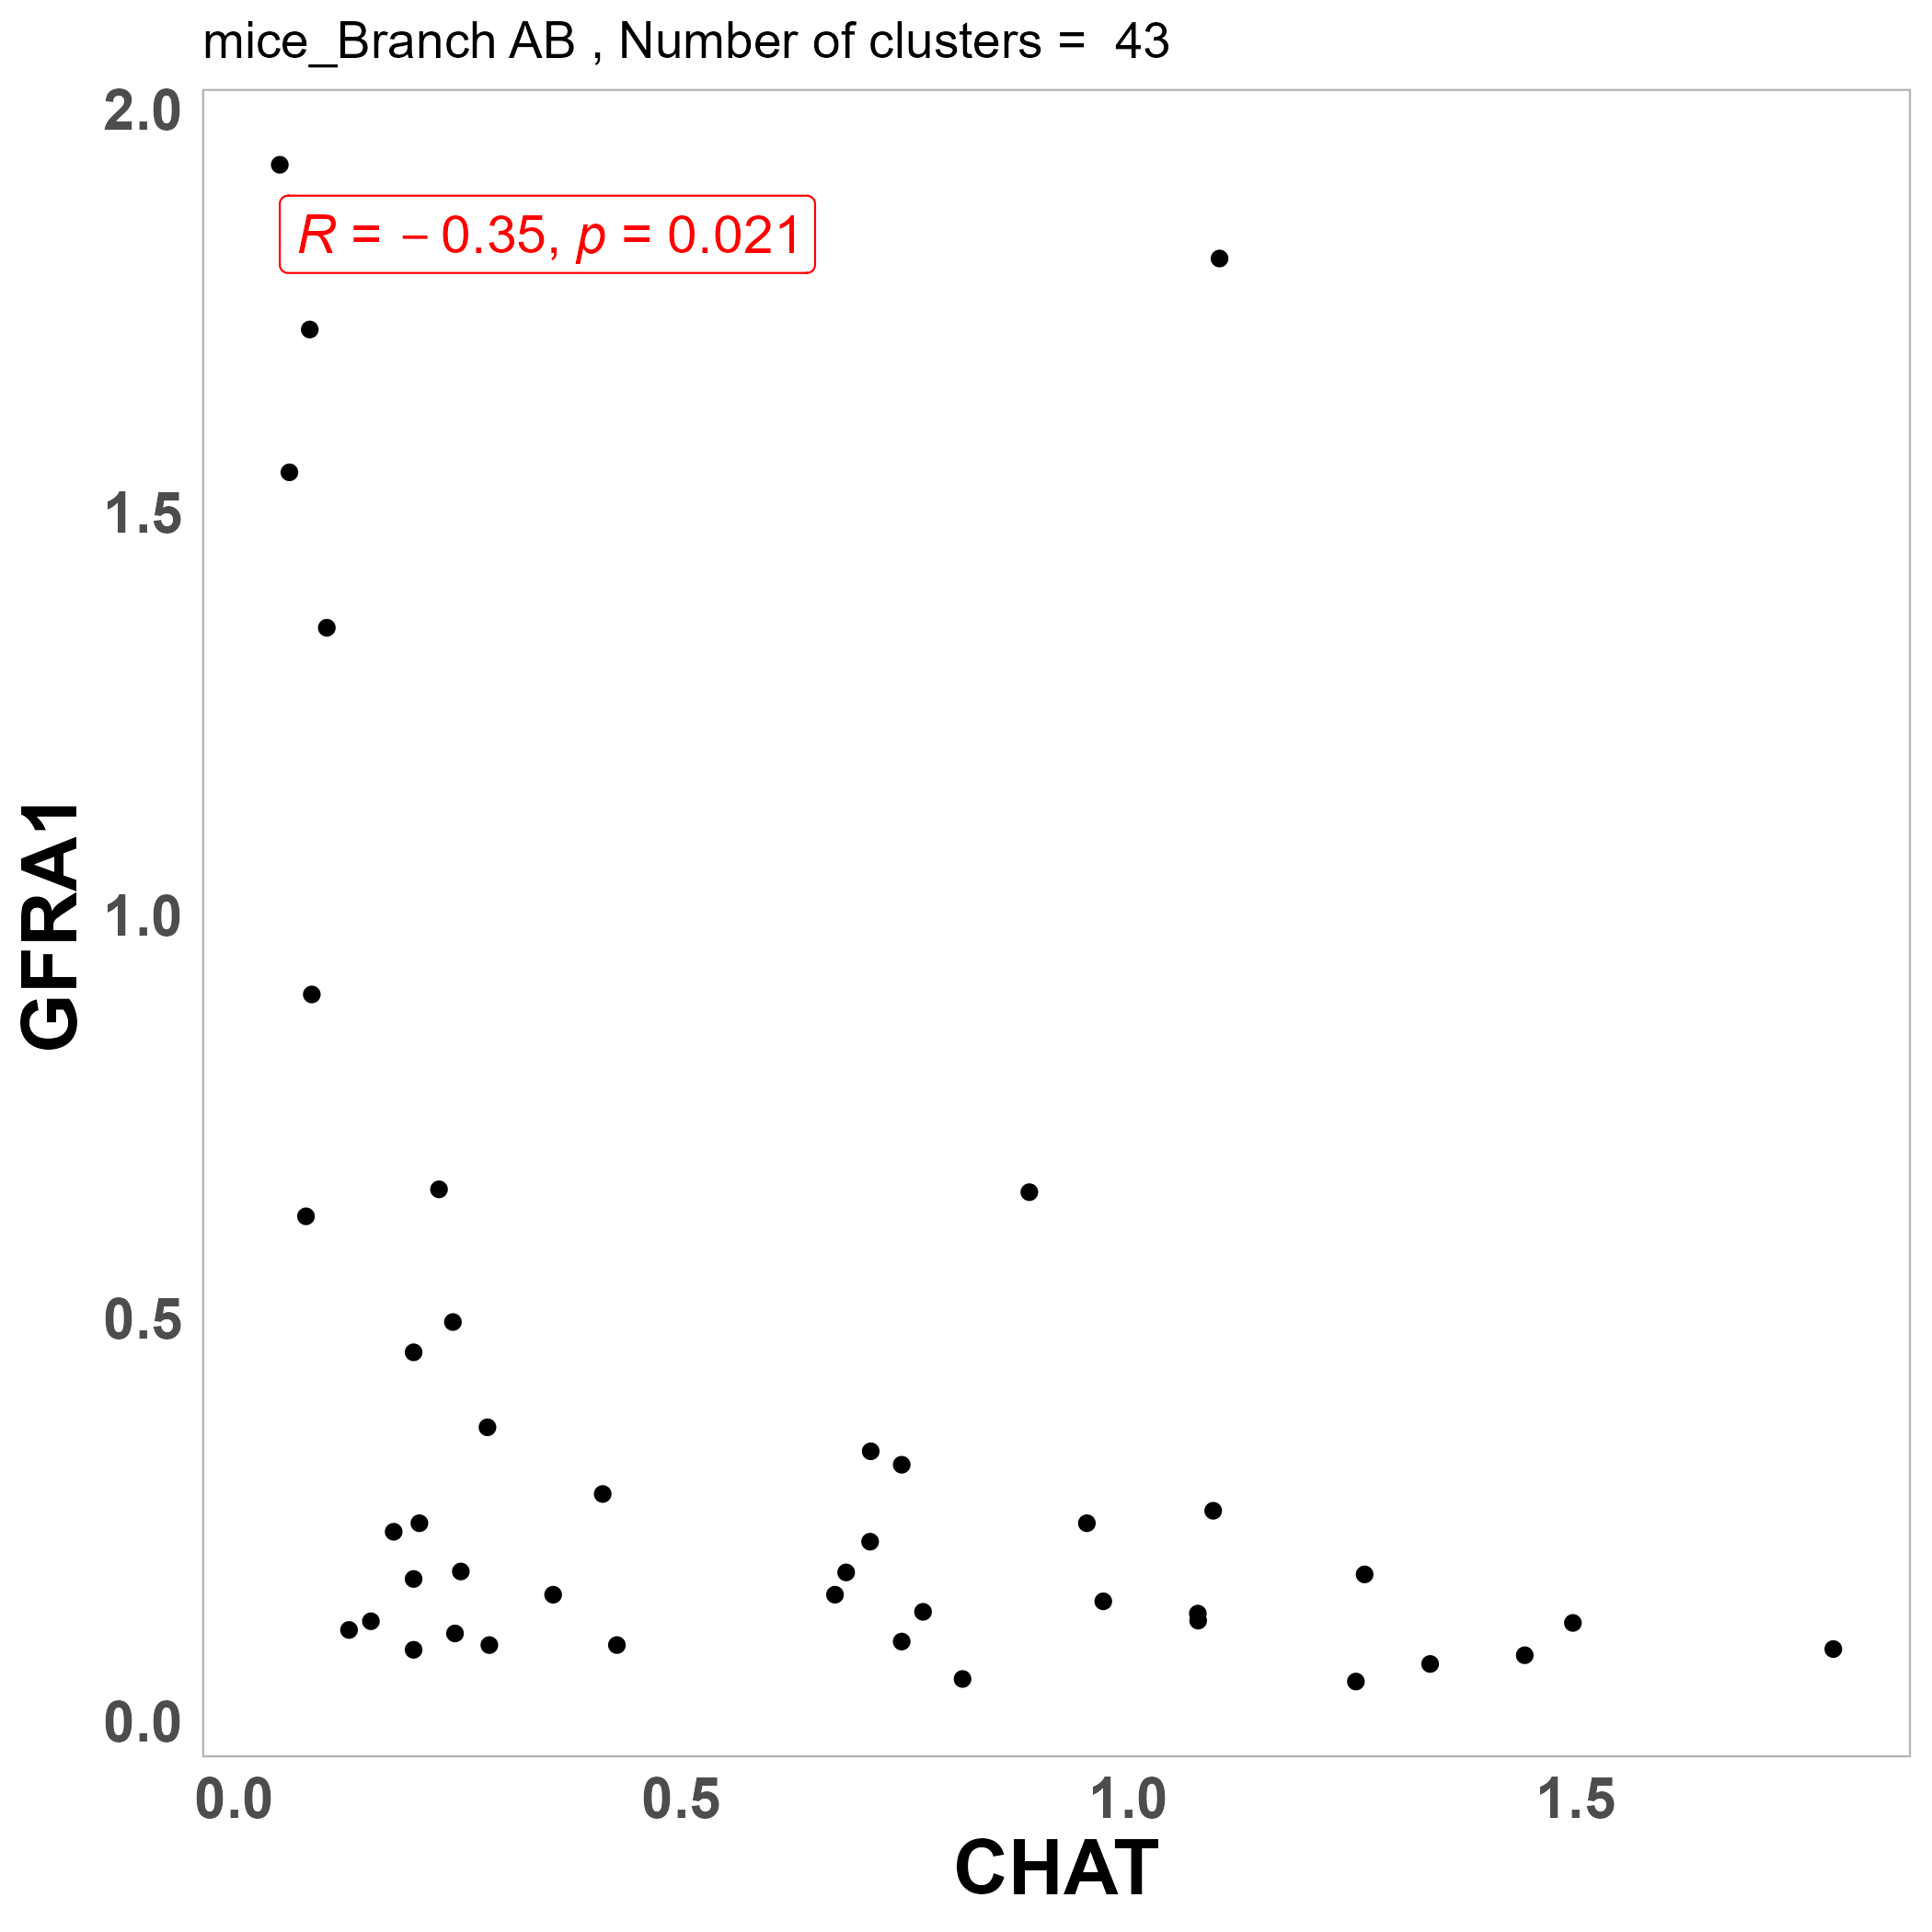 mice_Branch AB , Number of clusters =  43
2.0
R = – 0.35, p = 0.021
1.5
GFRA1
1.0
0.5
0.0
0.0 0.5 1.0 1.5
CHAT